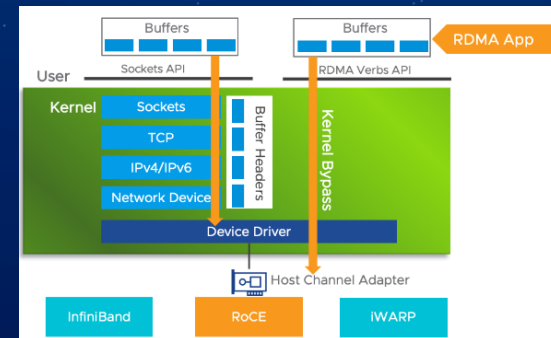 Buffers
Buffers
RDMA App
Sockets API
RDMA Verbs API
User
Kernel
Sockets
TCP
IPv4/IPv6
Network Device
Buffer Headers
Kernel Bypass
Device Driver
Host Channel Adapter
InfiniBand
RoCE
iWARP